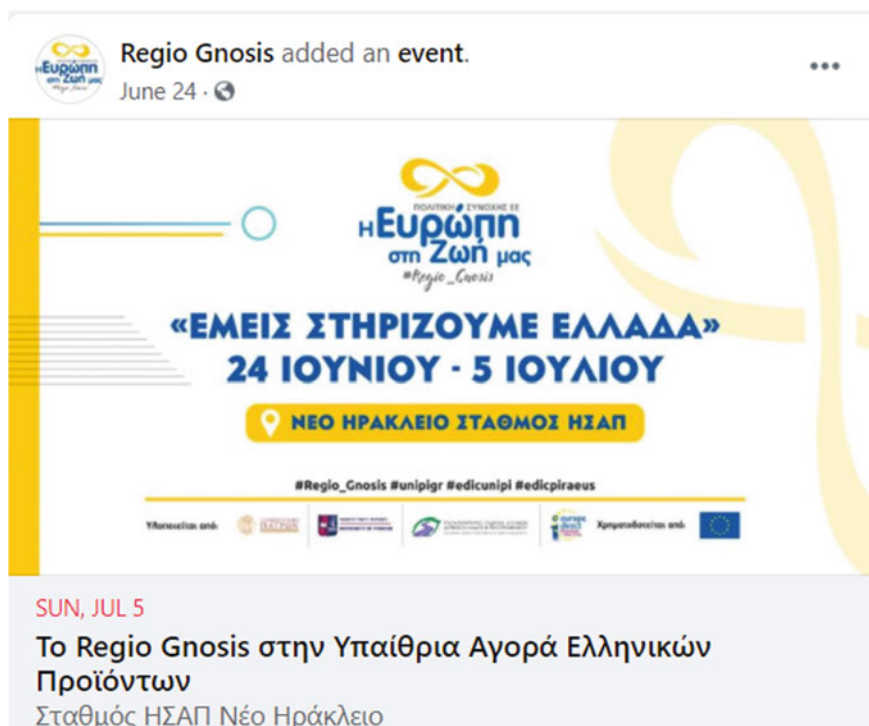 Regio Gnosis added an event.
June 24
ΠΟΛΙΤΙΚΗ ΣΥΝΟΧΗΣ ΕΕ
Η Ευρώπη
στη Ζωή μας
#Regio_Gnosis
«ΕΜΕΙΣ ΣΤΗΡΙΖΟΥΜΕ ΕΛΛΑΔΑ»
24 ΙΟΥΝΙΟΥ - 5 ΙΟΥΛΙΟΥ
ΝΕΟ ΗΡΑΚΛΕΙΟ ΣΤΑΘΜΟΣ ΗΣΑΠ
#Regio_Gnosis #unipigr #edicunipi #edicpiraeus
Υλοποιείται από:
europe direct
Χρηματοδοτείται από:
SUN, JUL 5
Το Regio Gnosis στην Υπαίθρια Αγορά Ελληνικών
Προϊόντων
Σταθμός ΗΣΑΠ Νέο Ηράκλειο